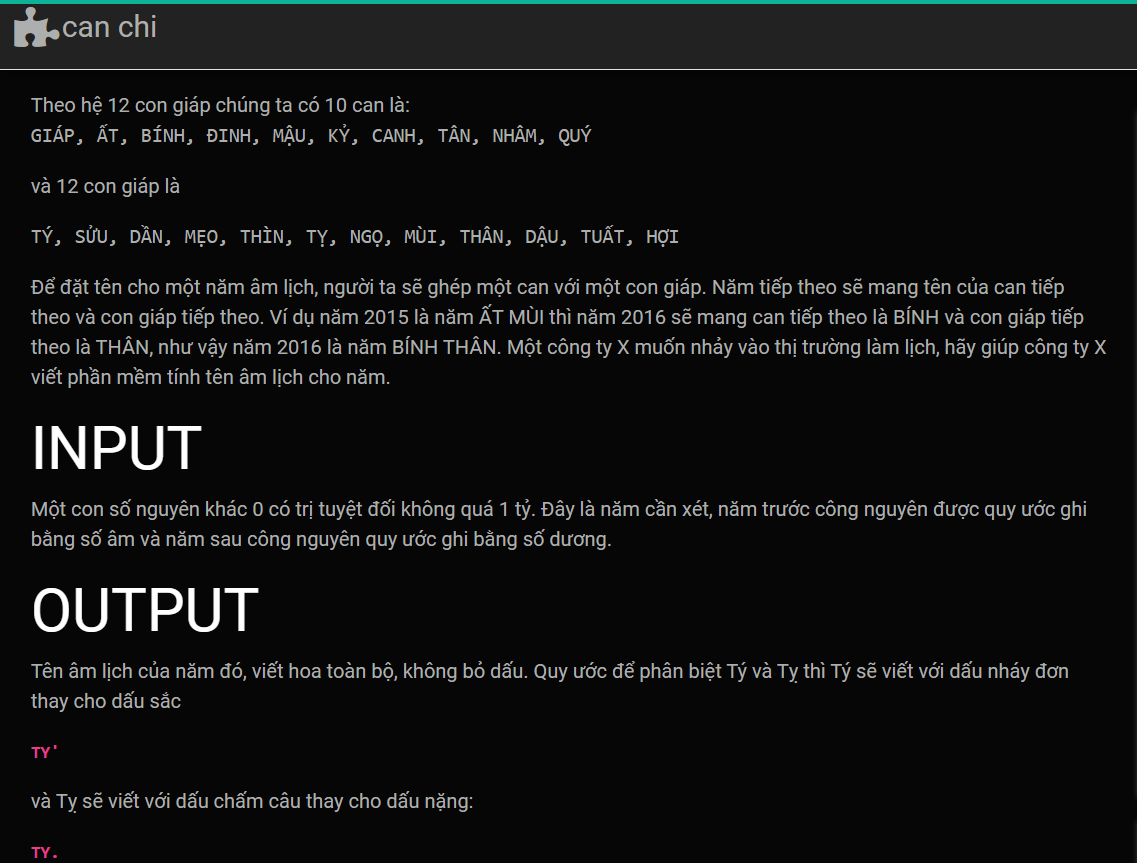 can chi
Theo hệ 12 con giáp chúng ta có 10 can là:
GIÁP, ẤT, BÍNH, ĐINH, MẬU, KỶ, CANH, TÂN, NHÂM, QUÝ
và 12 con giáp là
TÝ, SỬU, DẦN, MẸO, THÌN, TỴ, NGỌ, MÙI, THÂN, DẬU, TUẤT, HỢI
Để đặt tên cho một năm âm lịch, người ta sẽ ghép một can với một con giáp. Năm tiếp theo sẽ mang tên của can tiếp
theo và con giáp tiếp theo. Ví dụ năm 2015 là năm ẤT MÙI thì năm 2016 sẽ mang can tiếp theo là BÍNH và con giáp tiếp
theo là THÂN, như vậy năm 2016 là năm BÍNH THÂN. Một công ty X muốn nhảy vào thị trường làm lịch, hãy giúp công ty X
viết phần mềm tính tên âm lịch cho năm.
INPUT
Một con số nguyên khác 0 có trị tuyệt đối không quá 1 tỷ. Đây là năm cần xét, năm trước công nguyên được quy ước ghi
bằng số âm và năm sau công nguyên quy ước ghi bằng số dương.
OUTPUT
Tên âm lịch của năm đó, viết hoa toàn bộ, không bỏ dấu. Quy ước để phân biệt Tý và Tỵ thì Tý sẽ viết với dấu nháy đơn
thay cho dấu sắc
TY'
và Tỵ sẽ viết với dấu chấm câu thay cho dấu nặng:
TY.